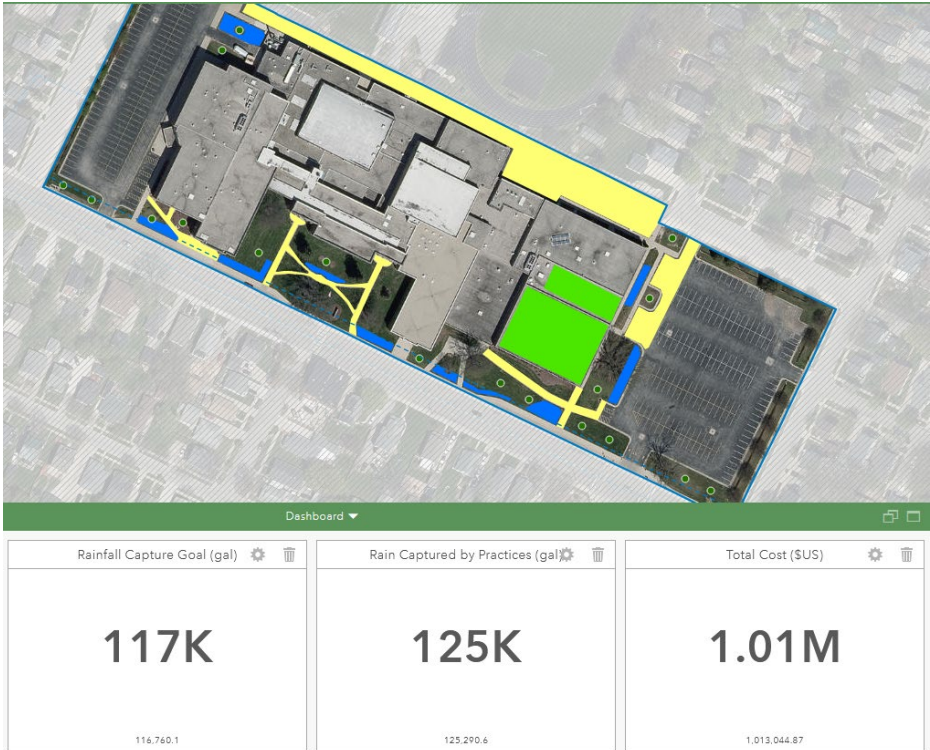 Dashboard
Rainfall Capture Goal (gal)
Rain Captured by Practices (gal)
Total Cost ($US)
117K
125K
1.01M
116,760.1
125,290.6
1,013,044.87